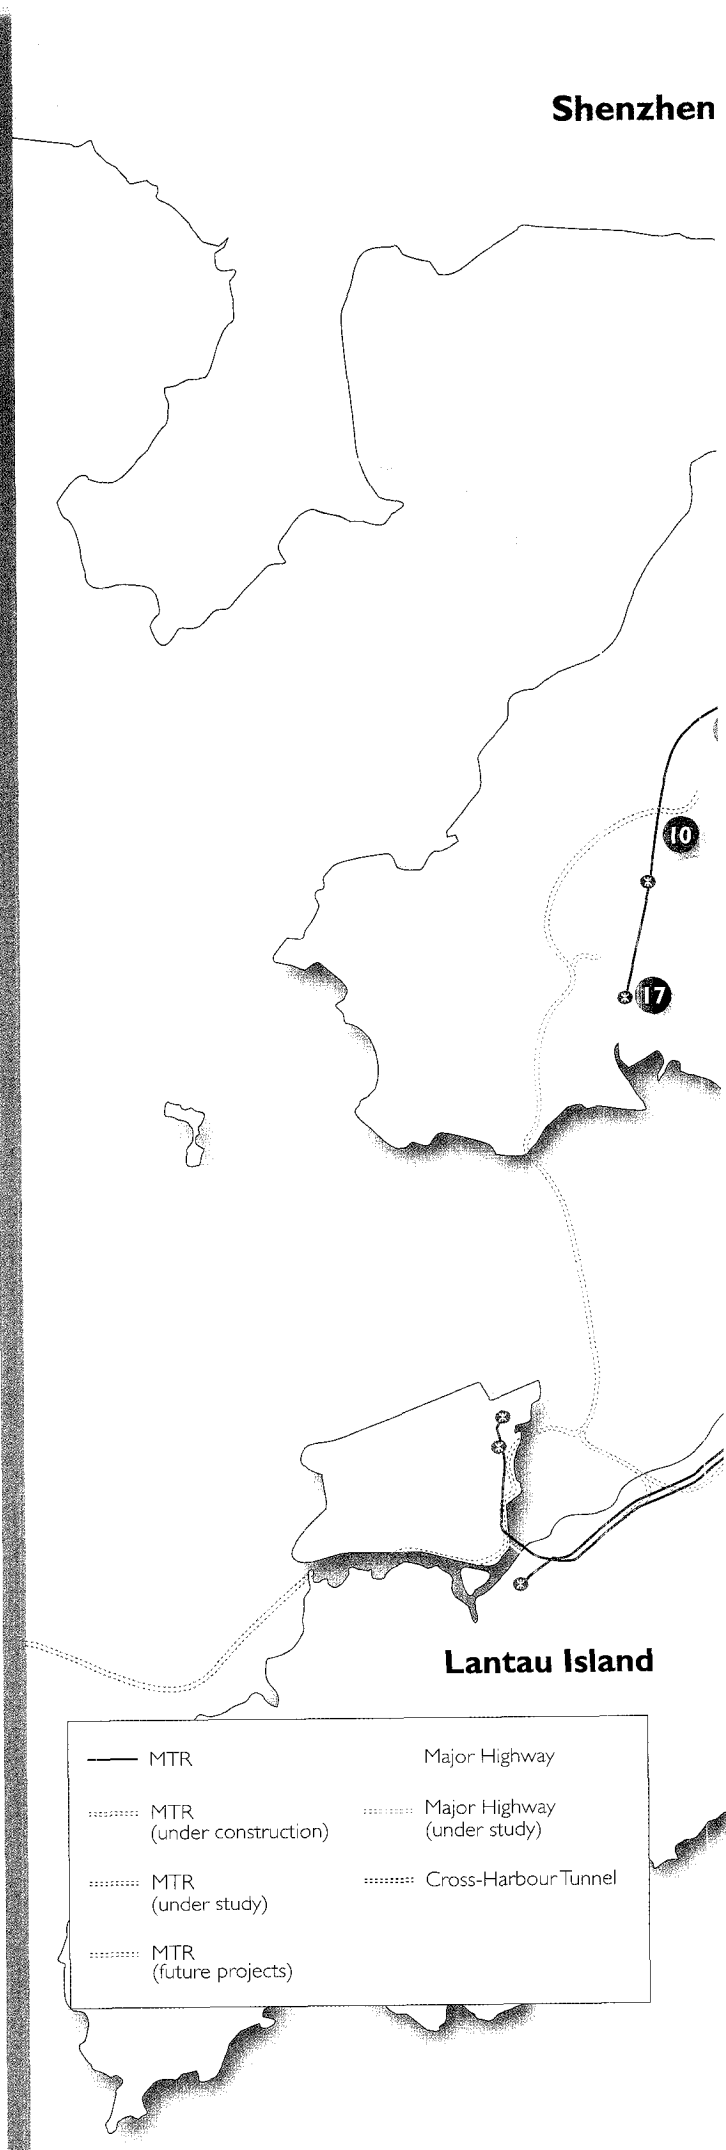 Shenzhen
10
17
Lantau Island
MTR
MTR
(under construction)
MTR
(under study)
MTR
(future projects)
Major Highway
Major Highway
(under study)
Cross-Harbour Tunnel